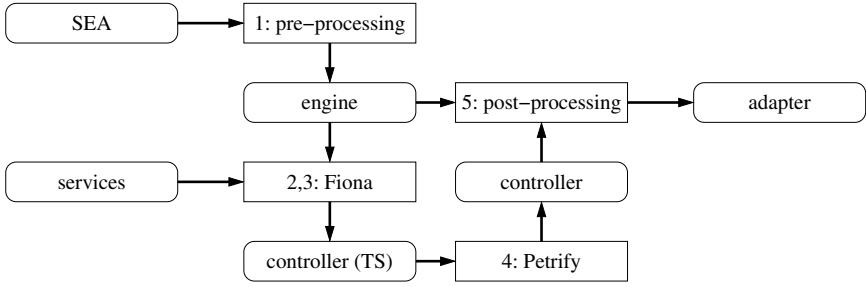 SEA
1: pre−processing
engine
5: post−processing
adapter
services
2,3: Fiona
controller
controller (TS)
4: Petrify